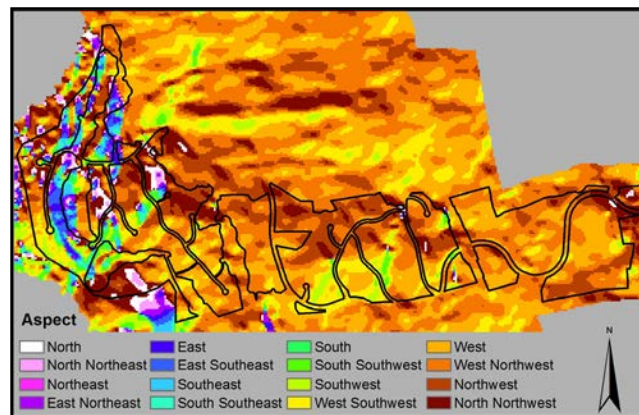 N
Aspect
North
East
South
West
North Northeast
East Southeast
South Southwest
West Northwest
Northeast
Southeast
Southwest
Northwest
East Northeast
South Southeast
West Southwest
North Northwest